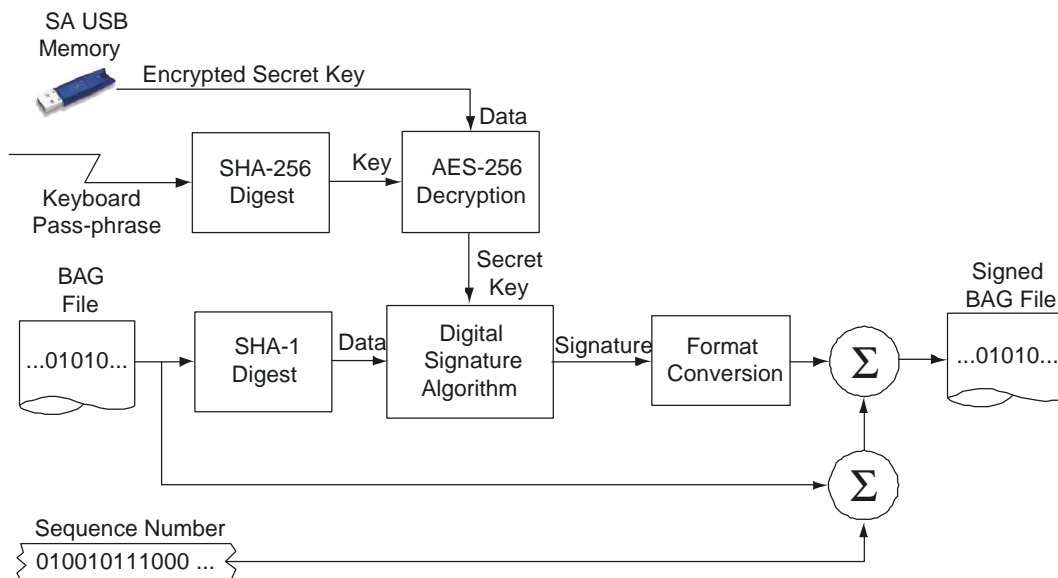 SA USB
Memory
Encrypted Secret Key
Data
SHA-256
Digest
Key
AES-256
Decryption
Keyboard
Pass-phrase
Secret
Key
BAG
File
...01010...
SHA-1
Digest
Data
Digital
Signature
Algorithm
Signature
Format
Conversion
Σ
Signed
BAG File
...01010...
Σ
Sequence Number
010010111000 ...